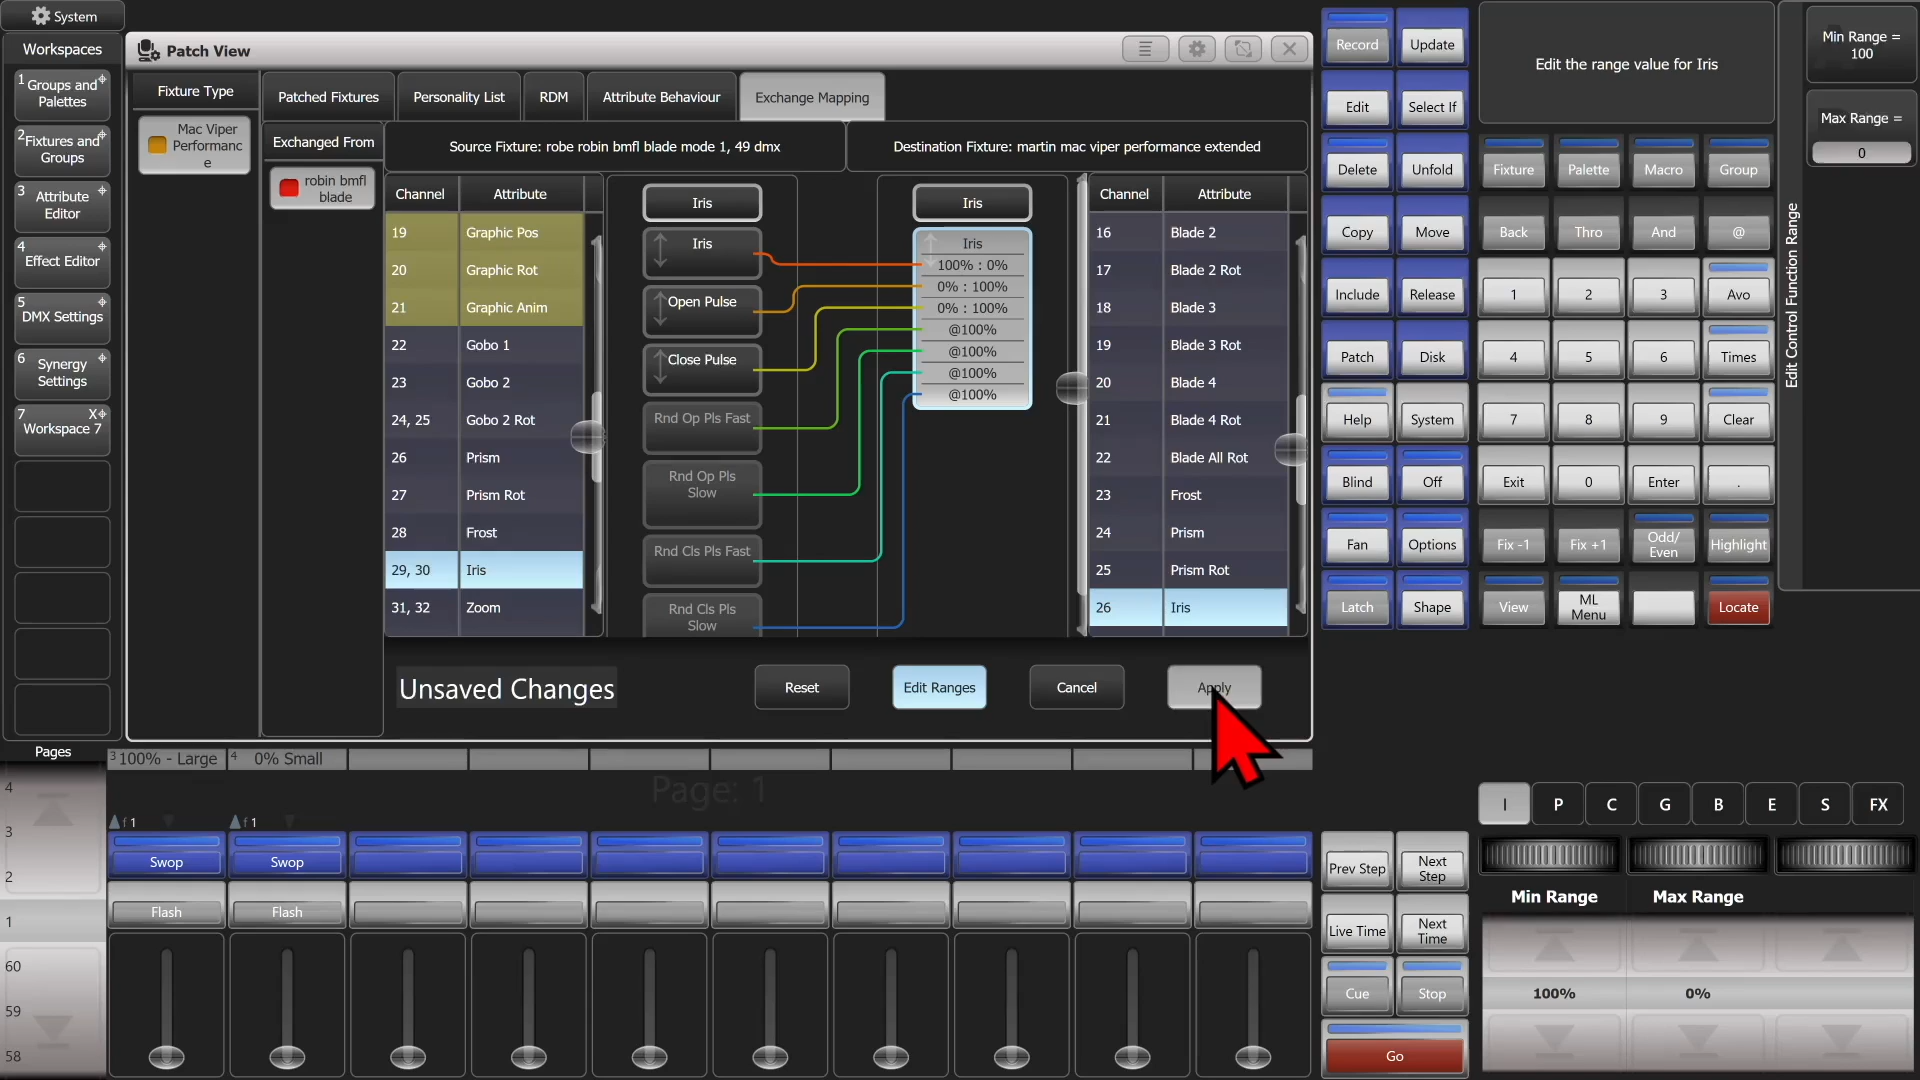 System
Workspaces
1 Groups and
Palettes
2 Fixtures and
Groups
3
Attribute
Editor
4
Effect Editor
5
DMX Settings
6
Synergy
Settings
7 X
Workspace 7
Patch View
Fixture Type
Mac Viper
Performanc
e
Patched Fixtures
Personality List
RDM
Attribute Behaviour
Exchange Mapping
Exchanged From
robin bmfl
blade
Source Fixture: robe robin bmfl blade mode 1, 49 dmx
Destination Fixture: martin mac viper performance extended
Channel Attribute
19 Graphic Pos
20 Graphic Rot
21 Graphic Anim
22 Gobo 1
23 Gobo 2
24, 25 Gobo 2 Rot
26 Prism
27 Prism Rot
28 Frost
29, 30 Iris
31, 32 Zoom
Iris
Iris
Open Pulse
Close Pulse
Rnd Op Pls Fast
Rnd Op Pls
Slow
Rnd Cls Pls Fast
Rnd Cls Pls
Slow
Iris
Iris
100% : 0%
0% : 100%
0% : 100%
@100%
@100%
@100%
@100%
Channel Attribute
16 Blade 2
17 Blade 2 Rot
18 Blade 3
19 Blade 3 Rot
20 Blade 4
21 Blade 4 Rot
22 Blade All Rot
23 Frost
24 Prism
25 Prism Rot
26 Iris
Unsaved Changes
Reset
Edit Ranges
Cancel
Apply
Pages
4
3
2
1
60
59
58
3 100% - Large
4 0% Small
Page: 1
f 1
f 1
Swop
Swop
Flash
Flash
Record Update
Edit Select If
Delete Unfold
Copy Move
Include Release
Patch Disk
Help System
Blind Off
Fan Options
Latch Shape
Edit the range value for Iris
Fixture Palette Macro Group
Back Thro And @
1 2 3 Avo
4 5 6 Times
7 8 9 Clear
Exit 0 Enter .
Fix -1 Fix +1 Odd/
Even Highlight
View ML
Menu Locate
Edit Control Function Range
Min Range =
100
Max Range =
0
Prev Step Next
Step
Live Time Next
Time
Cue Stop
Go
I P C G B E S FX
Min Range Max Range
100% 0%